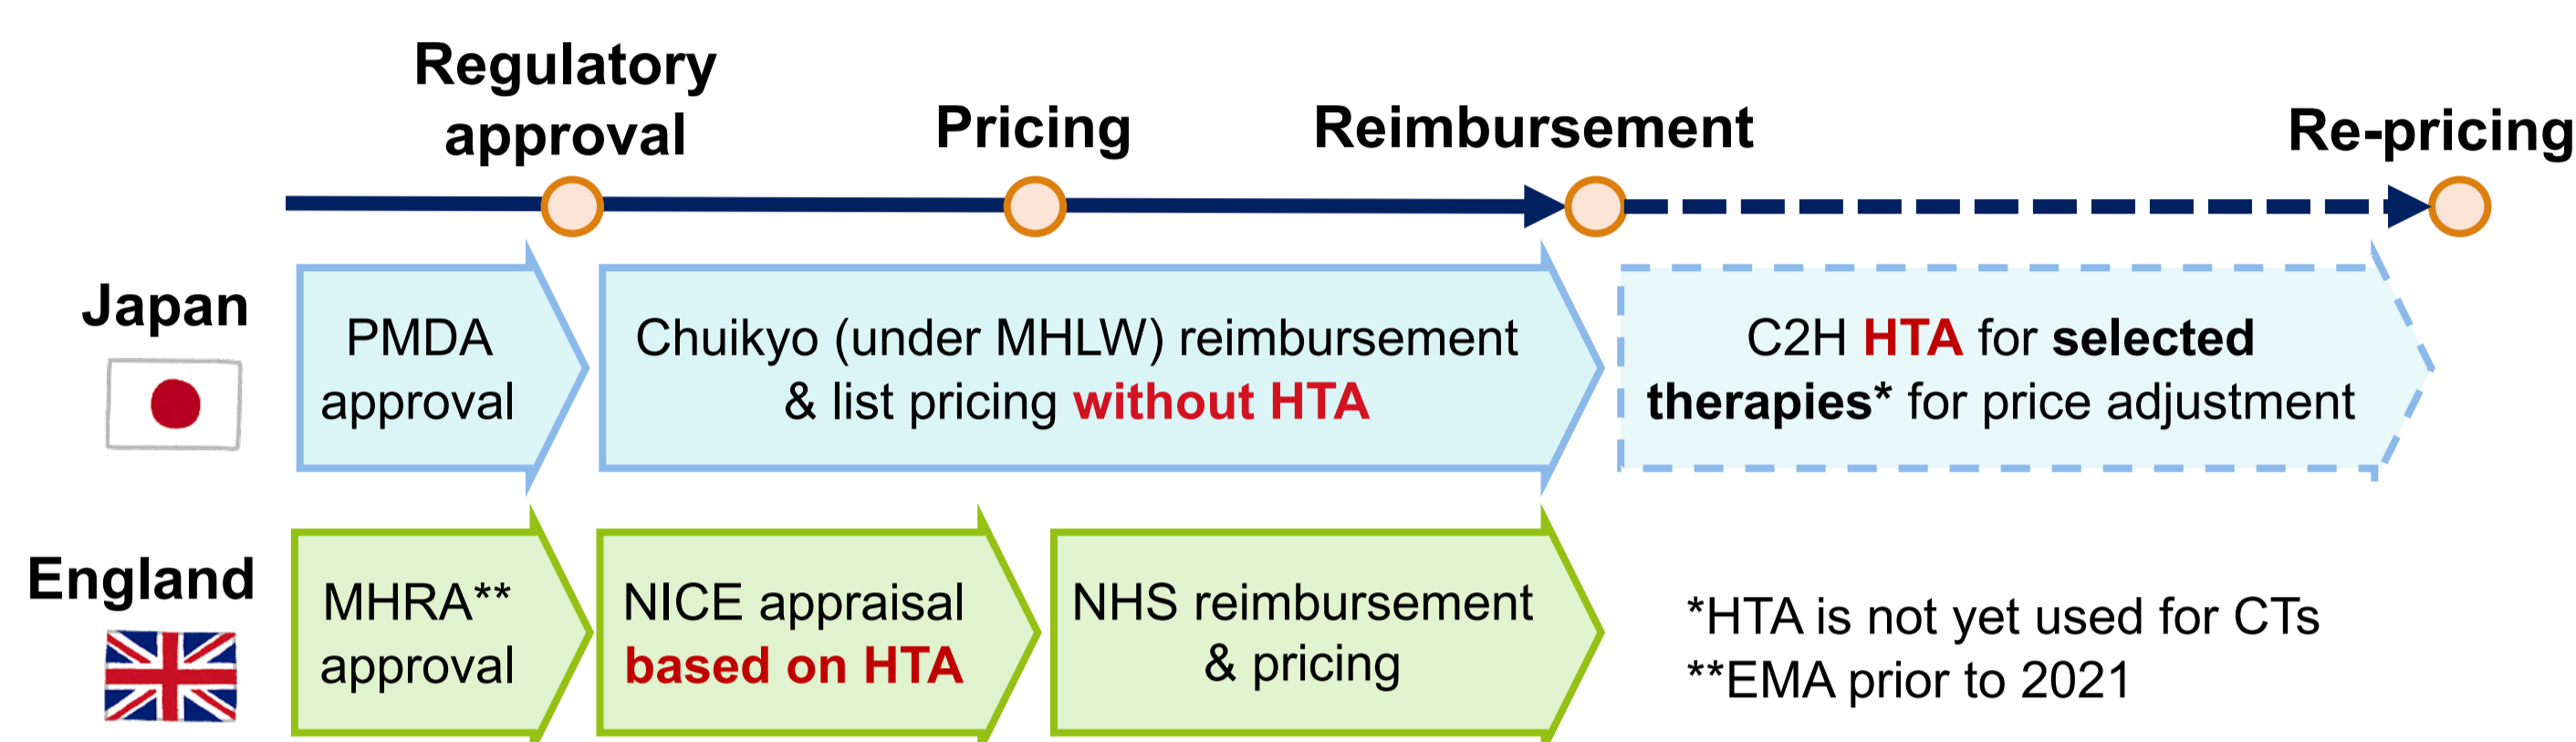 Regulatory
approval
Pricing
Reimbursement
Re-pricing
Japan
PMDA
approval
Chuikyo (under MHLW) reimbursement
& list pricing without HTA
C2H HTA for selected
therapies* for price adjustment
England
MHRA**
approval
NICE appraisal
based on HTA
NHS reimbursement
& pricing
*HTA is not yet used for CTs
**EMA prior to 2021